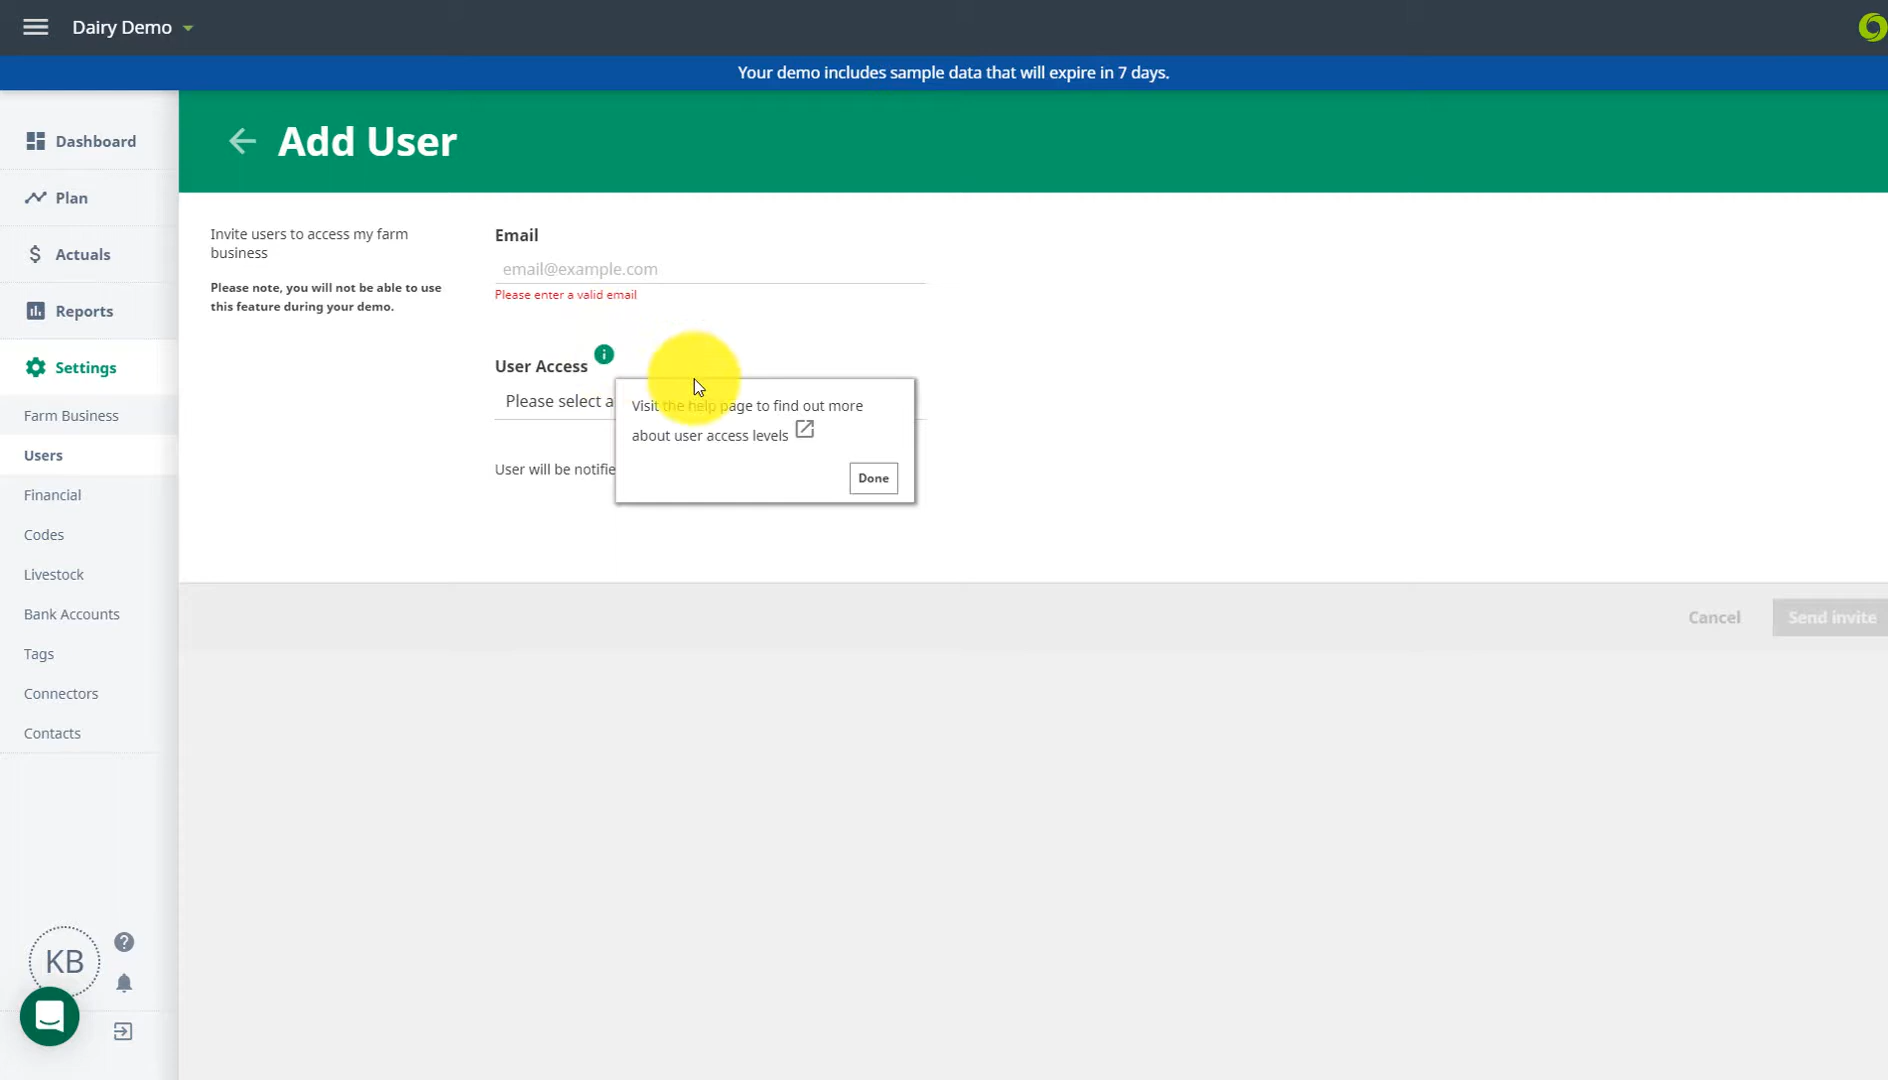 Dairy Demo
Your demo includes sample data that will expire in 7 days.
Dashboard
Plan
Actuals
Reports
Settings
Farm Business
Users
Financial
Codes
Livestock
Bank Accounts
Tags
Connectors
Contacts
KB
Add User
Invite users to access my farm
business
Please note, you will not be able to use
this feature during your demo.
Email
email@example.com
Please enter a valid email
User Access
Please select a
Visit the help page to find out more
about user access levels
Done
User will be notifie
Cancel
Send invite